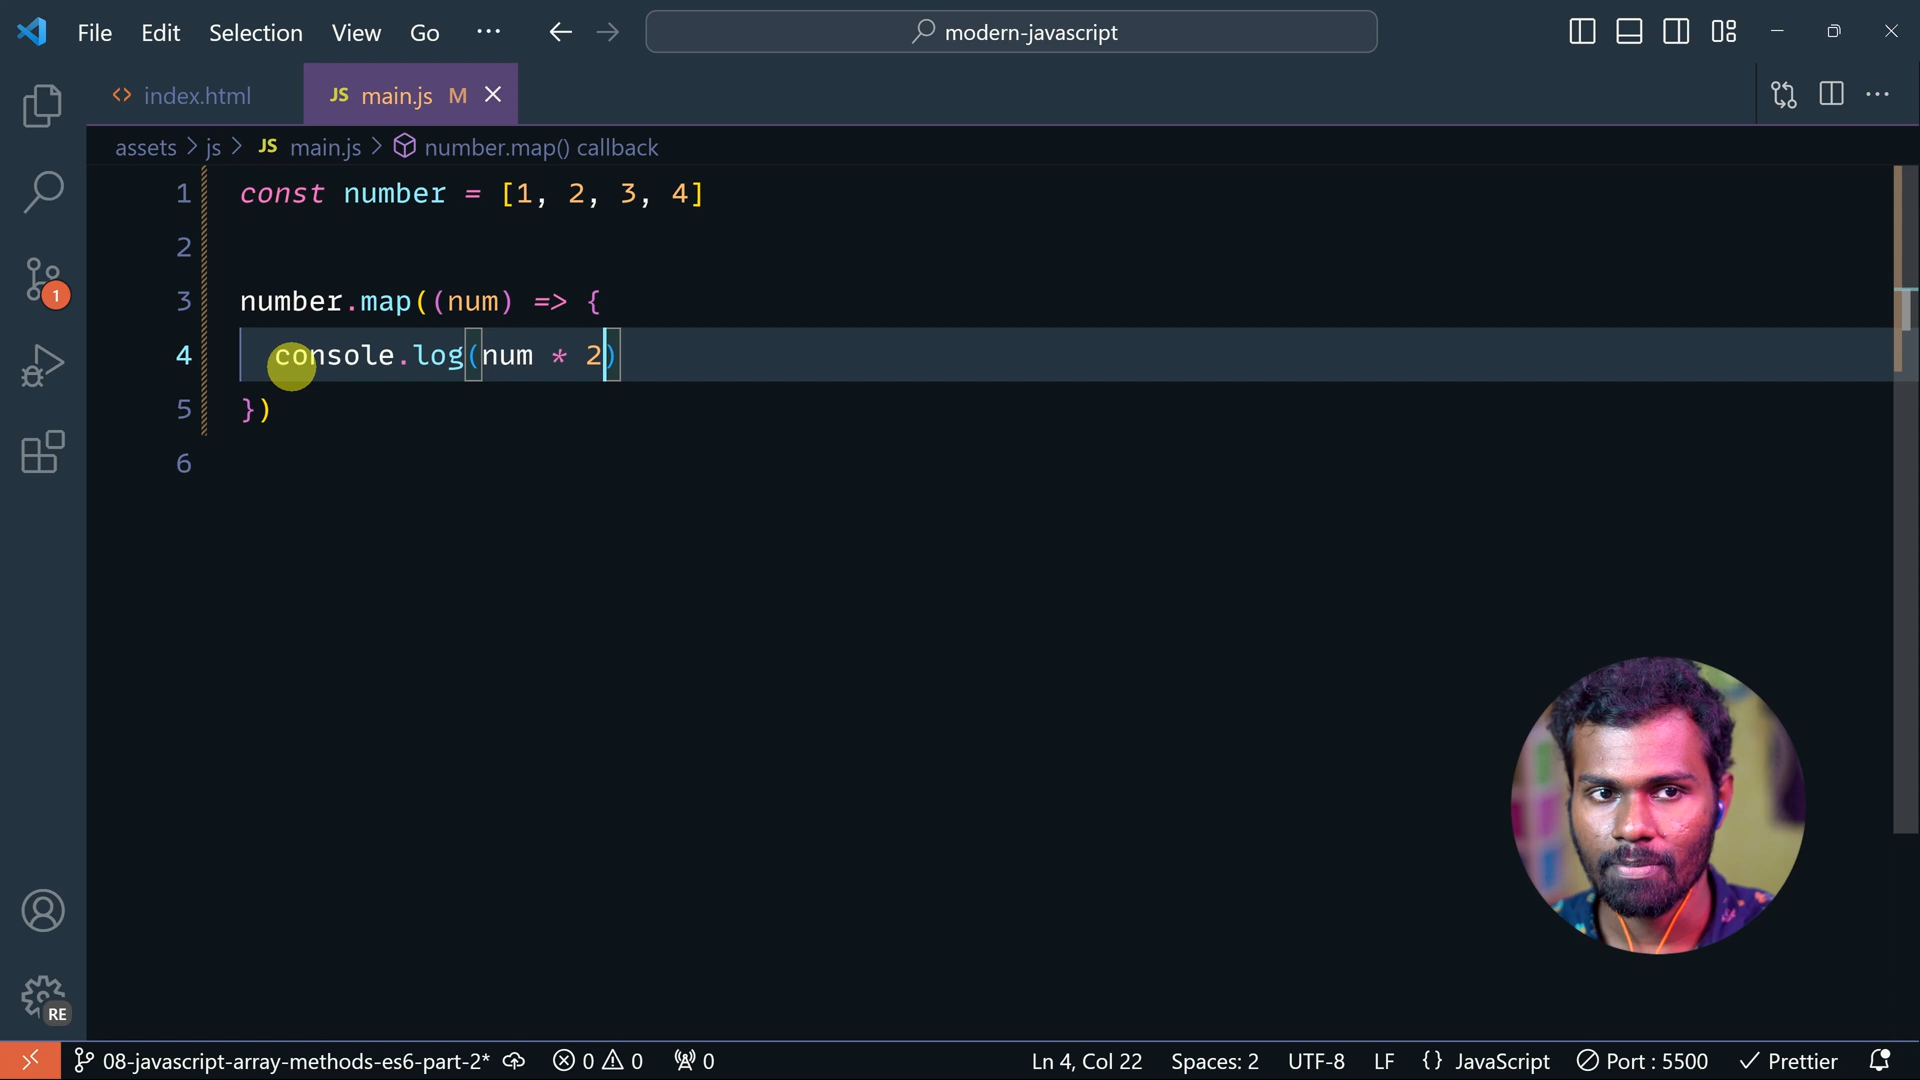 File Edit Selection View Go ··· modern-javascript
index.html JS main.js M
assets > js > JS main.js > number.map() callback
1 const number = [1, 2, 3, 4]
2
3 number.map((num) => {
4 console.log(num * 2)
5 })
6
1
RE
08-javascript-array-methods-es6-part-2* 0 0 0 Ln 4, Col 22 Spaces: 2 UTF-8 LF {} JavaScript Port : 5500 Prettier